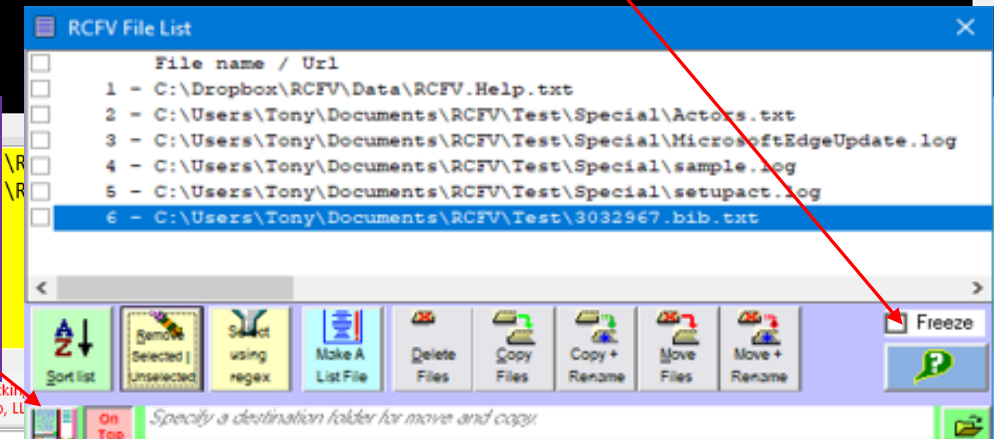 RCFV File List
File name / Url
1 - C:\Dropbox\RCFV\Data\RCFV.Help.txt
2 - C:\Users\Tony\Documents\RCFV\Test\Special\Actors.txt
3 - C:\Users\Tony\Documents\RCFV\Test\Special\MicrosoftEdgeUpdate.log
4 - C:\Users\Tony\Documents\RCFV\Test\Special\sample.log
5 - C:\Users\Tony\Documents\RCFV\Test\Special\setupact.log
6 - C:\Users\Tony\Documents\RCFV\Test\3032967.bib.txt
\R
\R
Sort list
Remove
Selected |
Unselected
Select
using
regex
Make A
List File
Delete
Files
Copy
Files
Copy +
Rename
Move
Files
Move +
Rename
Freeze
On
Top
Specify a destination folder for move and copy.